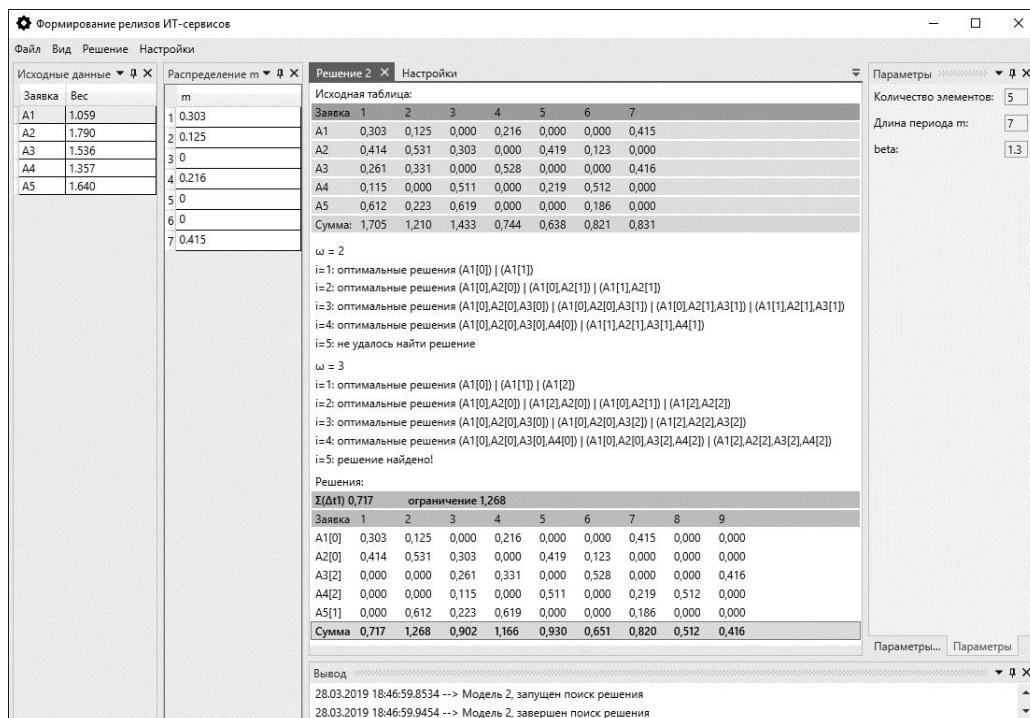 Формирование релизов ИТ-сервисов
Файл Вид Решение Настройки
Исходные данные
Заявка Вес
A1 1.059
A2 1.790
A3 1.536
A4 1.357
A5 1.640
Распределение m
m
1 0.303
2 0.125
3 0
4 0.216
5 0
6 0
7 0.415
Решение 2 Настройки
Исходная таблица:
Заявка 1 2 3 4 5 6 7
A1 0,303 0,125 0,000 0,216 0,000 0,000 0,415
A2 0,414 0,531 0,303 0,000 0,419 0,123 0,000
A3 0,261 0,331 0,000 0,528 0,000 0,000 0,416
A4 0,115 0,000 0,511 0,000 0,219 0,512 0,000
A5 0,612 0,223 0,619 0,000 0,000 0,186 0,000
Сумма: 1,705 1,210 1,433 0,744 0,638 0,821 0,831
ω = 2
i=1: оптимальные решения (A1[0]) | (A1[1])
i=2: оптимальные решения (A1[0],A2[0]) | (A1[0],A2[1]) | (A1[1],A2[1])
i=3: оптимальные решения (A1[0],A2[0],A3[0]) | (A1[0],A2[0],A3[1]) | (A1[0],A2[1],A3[1]) | (A1[1],A2[1],A3[1])
i=4: оптимальные решения (A1[0],A2[0],A3[0],A4[0]) | (A1[1],A2[1],A3[1],A4[1])
i=5: не удалось найти решение
ω = 3
i=1: оптимальные решения (A1[0]) | (A1[1]) | (A1[2])
i=2: оптимальные решения (A1[0],A2[0]) | (A1[2],A2[0]) | (A1[0],A2[1]) | (A1[2],A2[2])
i=3: оптимальные решения (A1[0],A2[0],A3[0]) | (A1[0],A2[0],A3[2]) | (A1[2],A2[2],A3[2])
i=4: оптимальные решения (A1[0],A2[0],A3[0],A4[0]) | (A1[0],A2[0],A3[2],A4[2]) | (A1[2],A2[2],A3[2],A4[2])
i=5: решение найдено!
Решения:
Σ(Δt1) 0,717 ограничение 1,268
Заявка 1 2 3 4 5 6 7 8 9
A1[0] 0,303 0,125 0,000 0,216 0,000 0,000 0,415 0,000 0,000
A2[0] 0,414 0,531 0,303 0,000 0,419 0,123 0,000 0,000 0,000
A3[2] 0,000 0,000 0,261 0,331 0,000 0,528 0,000 0,000 0,416
A4[2] 0,000 0,000 0,115 0,000 0,511 0,000 0,219 0,512 0,000
A5[1] 0,000 0,612 0,223 0,619 0,000 0,000 0,186 0,000 0,000
Сумма 0,717 1,268 0,902 1,166 0,930 0,651 0,820 0,512 0,416
Параметры
Количество элементов: 5
Длина периода m: 7
beta: 1.3
Параметры... Параметры
Вывод
28.03.2019 18:46:59.8534 --> Модель 2, запущен поиск решения
28.03.2019 18:46:59.9454 --> Модель 2, завершен поиск решения